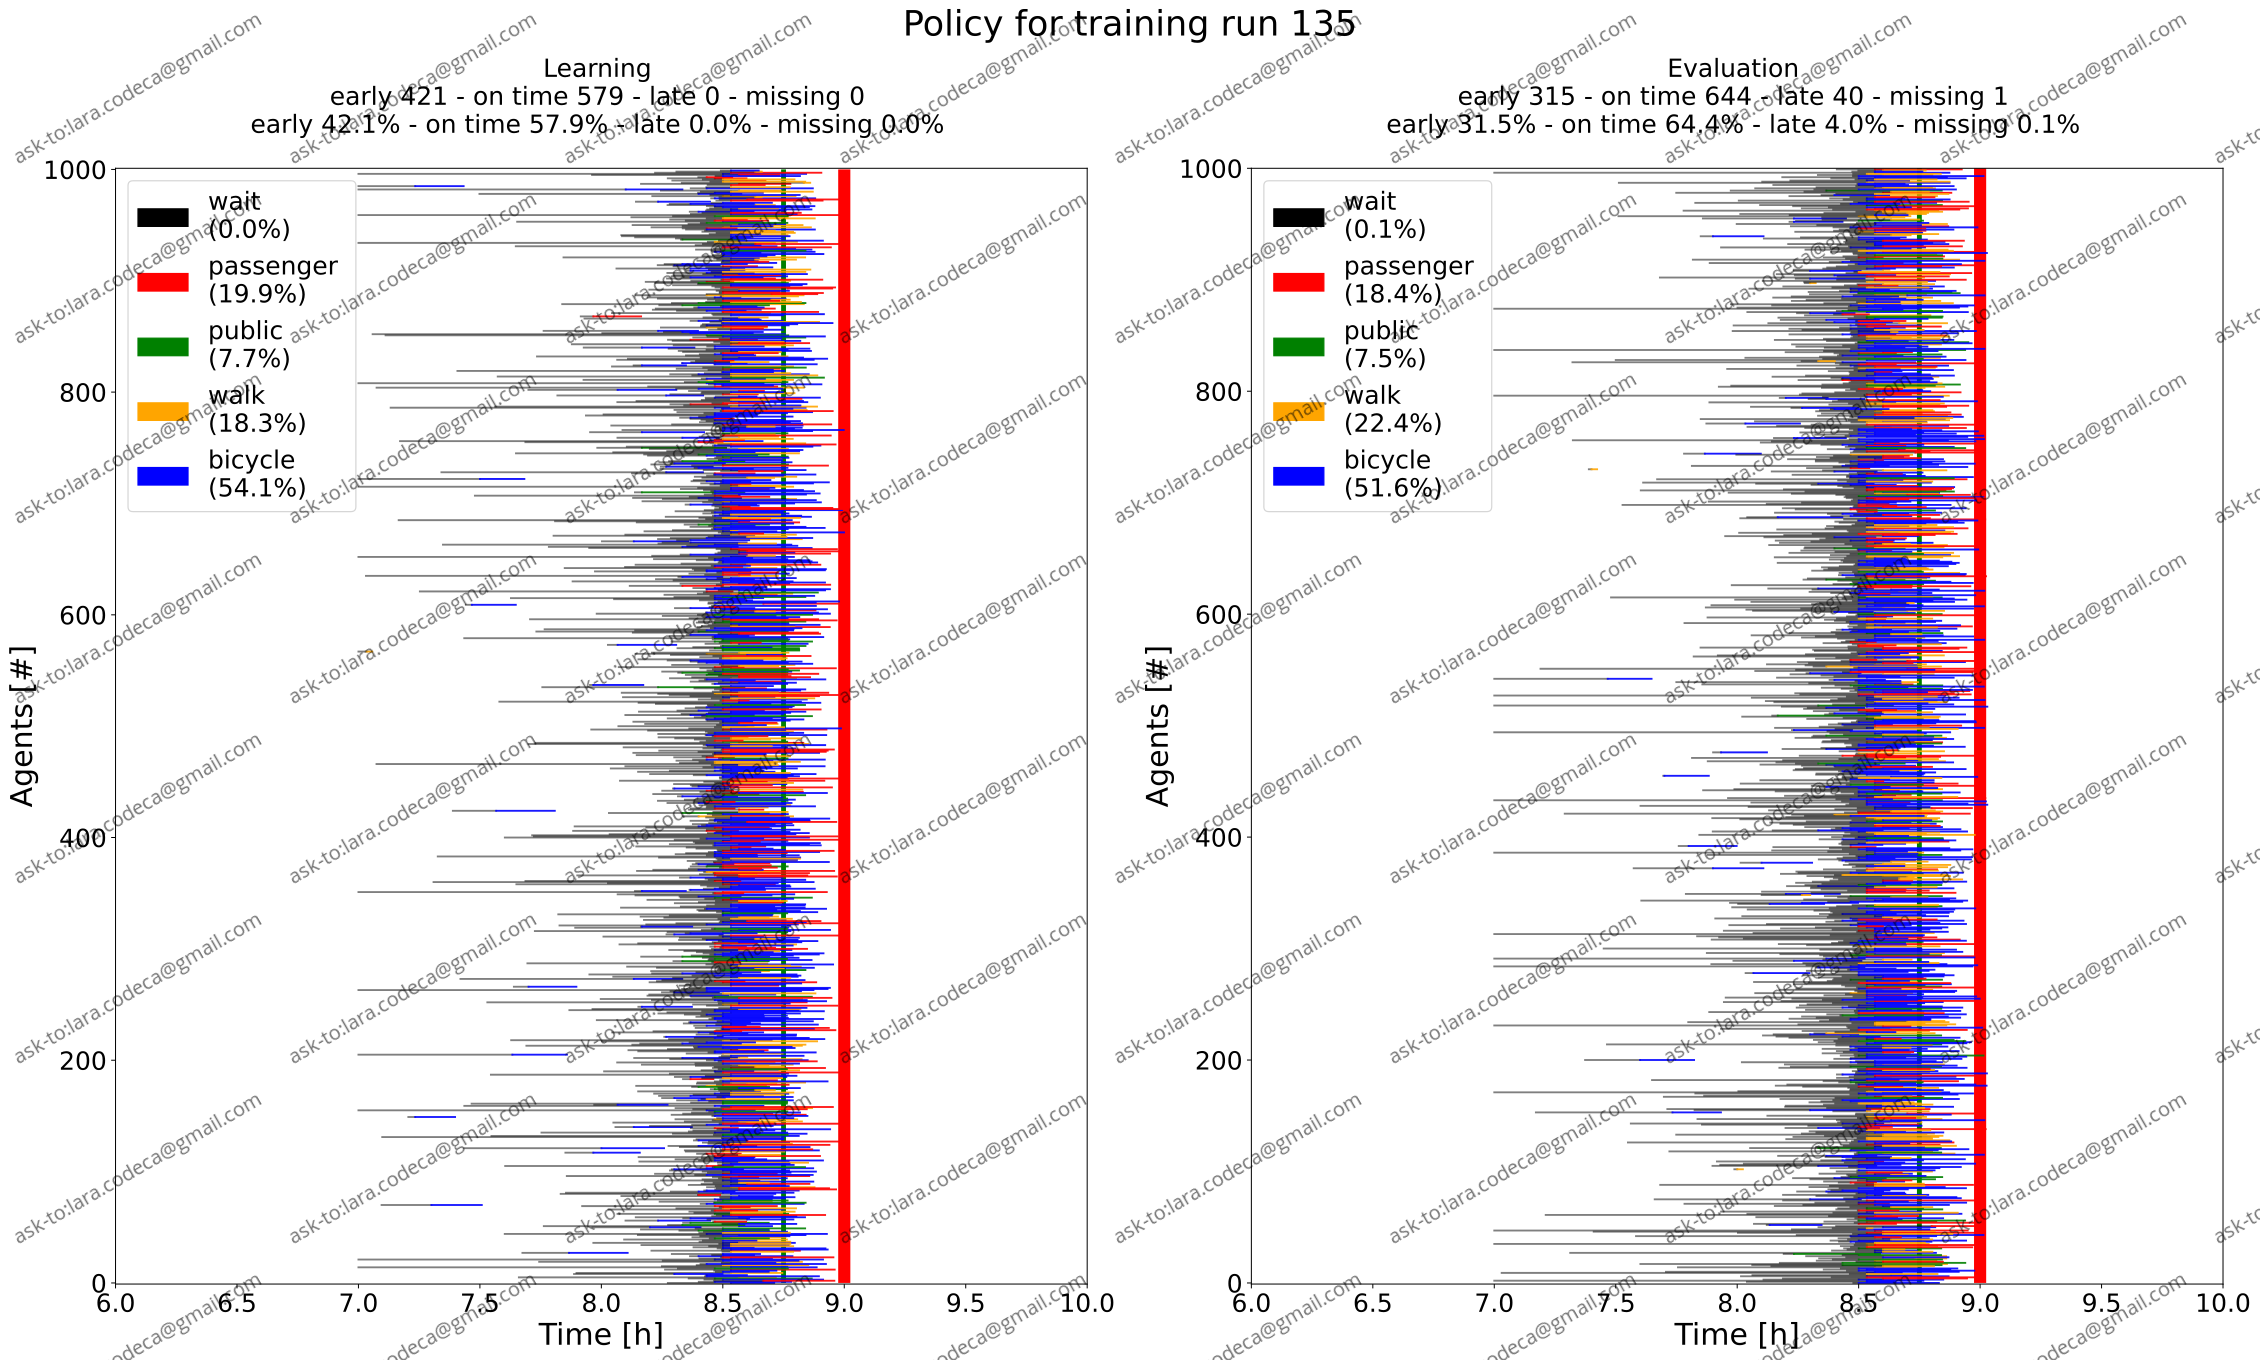 Policy for training run 135
Learning
early 421 - on time 579 - late 0 - missing 0
early 42.1% - on time 57.9% - late 0.0% - missing 0.0%
1000
800
600
400
200
0
Agents [#]
wait
(0.0%)
passenger
(19.9%)
public
(7.7%)
walk
(18.3%)
bicycle
(54.1%)
6.0 6.5 7.0 7.5 8.0 8.5 9.0 9.5 10.0
Time [h]
Evaluation
early 315 - on time 644 - late 40 - missing 1
early 31.5% - on time 64.4% - late 4.0% - missing 0.1%
1000
800
600
400
200
0
Agents [#]
wait
(0.1%)
passenger
(18.4%)
public
(7.5%)
walk
(22.4%)
bicycle
(51.6%)
6.0 6.5 7.0 7.5 8.0 8.5 9.0 9.5 10.0
Time [h]
ask-to:lara.codeca@gmail.com